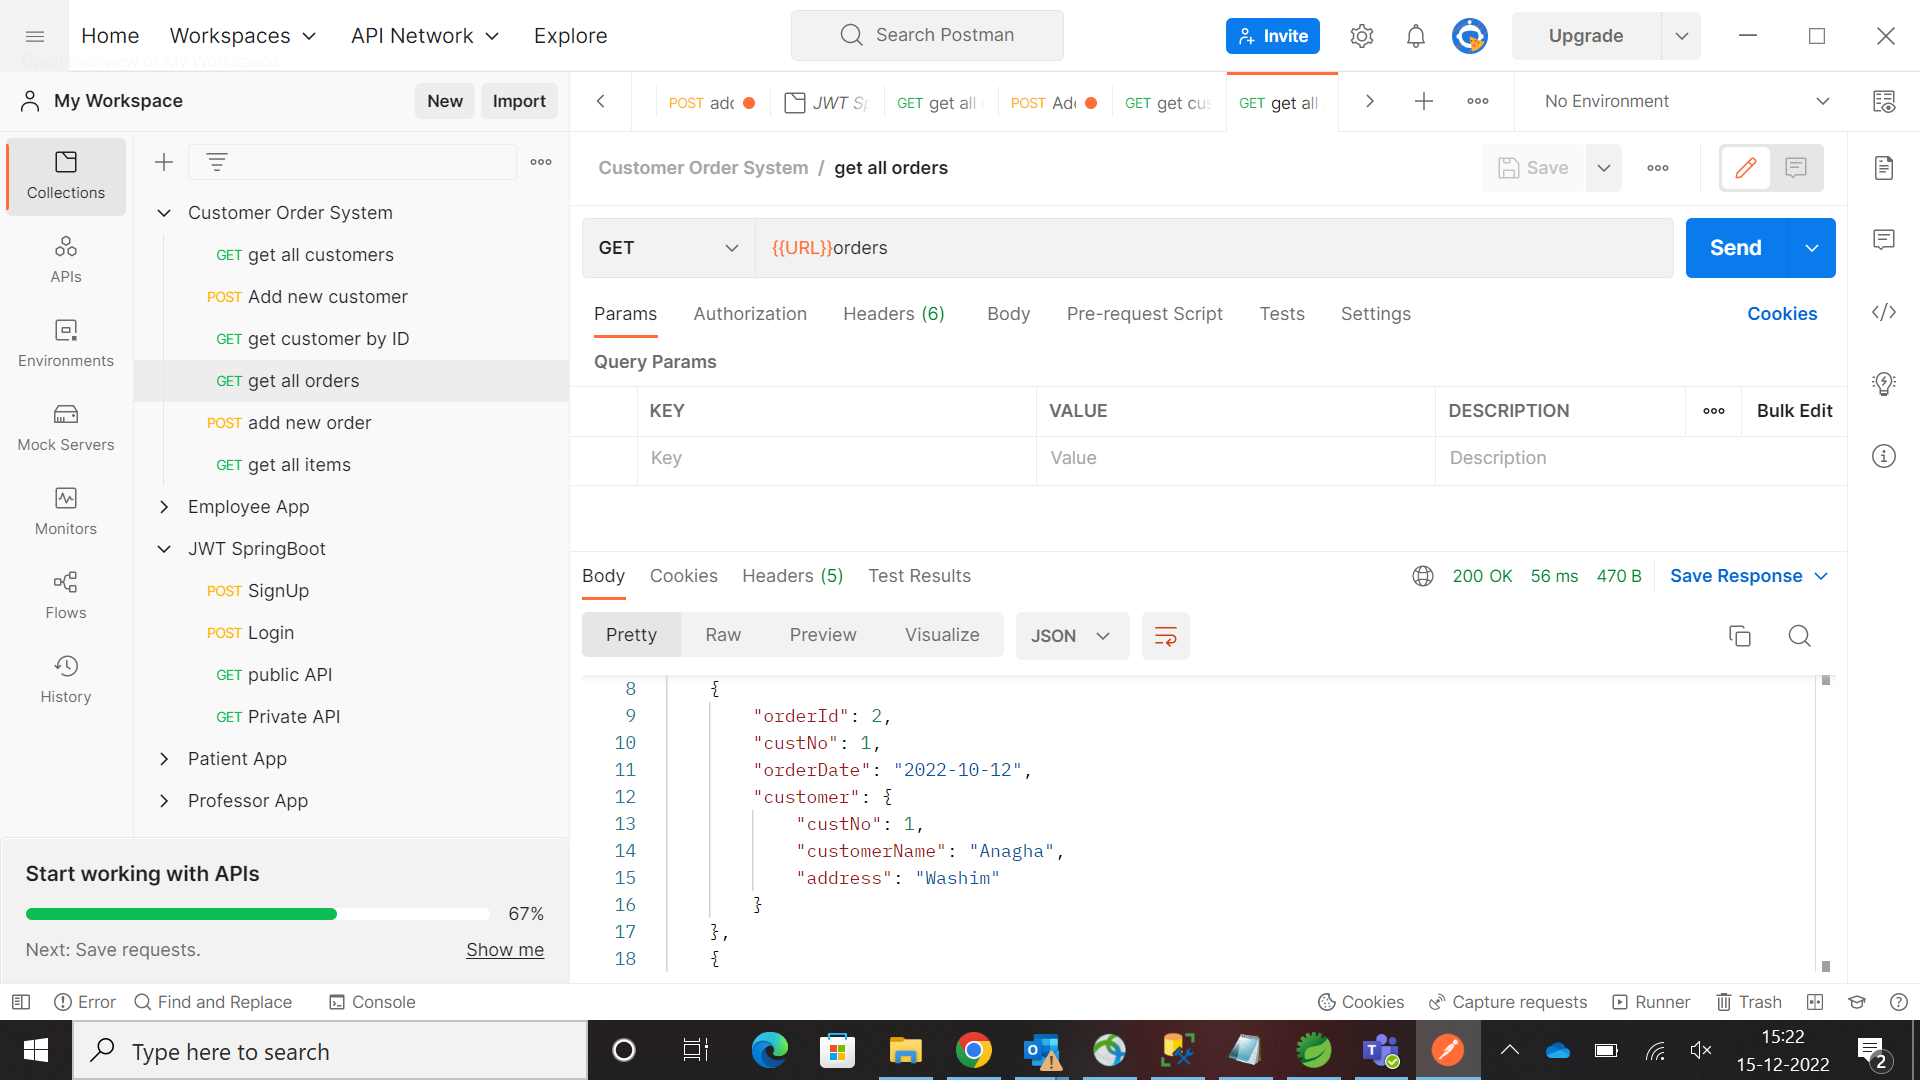 Home Workspaces API Network Explore Search Postman Invite Upgrade
Open overview of My Workspace
My Workspace New Import
POST add JWT Sp GET get all POST Add GET get cus GET get all No Environment
Customer Order System / get all orders Save
GET {{URL}}orders Send
Params Authorization Headers (6) Body Pre-request Script Tests Settings Cookies
Query Params
KEY VALUE DESCRIPTION Bulk Edit
Key Value Description
Collections
APIs
Environments
Mock Servers
Monitors
Flows
History
Customer Order System
GET get all customers
POST Add new customer
GET get customer by ID
GET get all orders
POST add new order
GET get all items
Employee App
JWT SpringBoot
POST SignUp
POST Login
GET public API
GET Private API
Patient App
Professor App
Start working with APIs
67%
Next: Save requests. Show me
Body Cookies Headers (5) Test Results 200 OK 56 ms 470 B Save Response
Pretty Raw Preview Visualize JSON
8 {
9 "orderId": 2,
10 "custNo": 1,
11 "orderDate": "2022-10-12",
12 "customer": {
13 "custNo": 1,
14 "customerName": "Anagha",
15 "address": "Washim"
16 }
17 },
18 {
Error Find and Replace Console Cookies Capture requests Runner Trash
Type here to search
15:22
15-12-2022
2